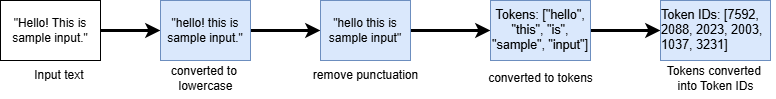 "Hello! This is
sample input."
Input text
"hello! this is
sample input."
converted to
lowercase
"hello this is
sample input"
remove punctuation
Tokens: ["hello",
"this", "is",
"sample", "input"]
converted to tokens
Token IDs: [7592,
2088, 2023, 2003,
1037, 3231]
Tokens converted
into Token IDs